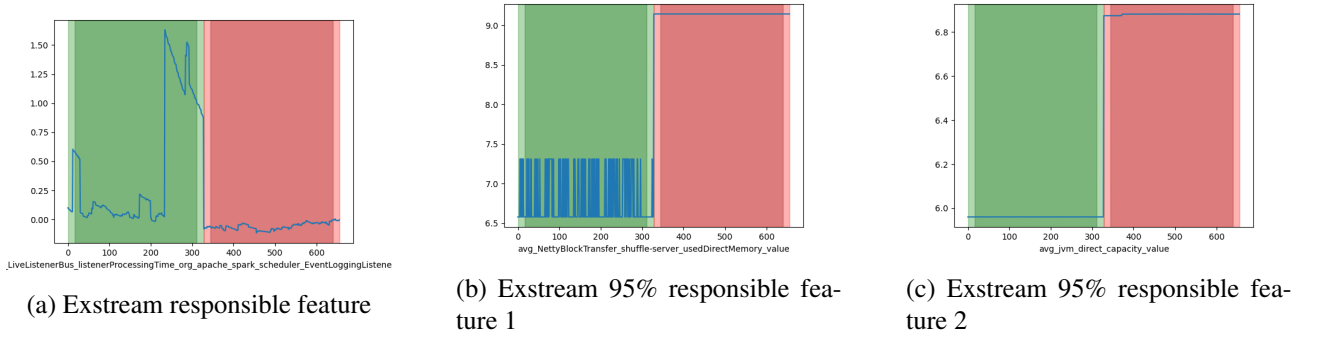 1.50
1.25
1.00
0.75
0.50
0.25
0.00
0 100 200 300 400 500 600
_LiveListenerBus_listenerProcessingTime_org_apache_spark_scheduler_EventLoggingListene
(a) Exstream responsible feature
9.0
8.5
8.0
7.5
7.0
6.5
0 100 200 300 400 500 600
avg_NettyBlockTransfer_shuffle-server_usedDirectMemory_value
(b) Exstream 95% responsible fea-
ture 1
6.8
6.6
6.4
6.2
6.0
0 100 200 300 400 500 600
avg_jvm_direct_capacity_value
(c) Exstream 95% responsible fea-
ture 2